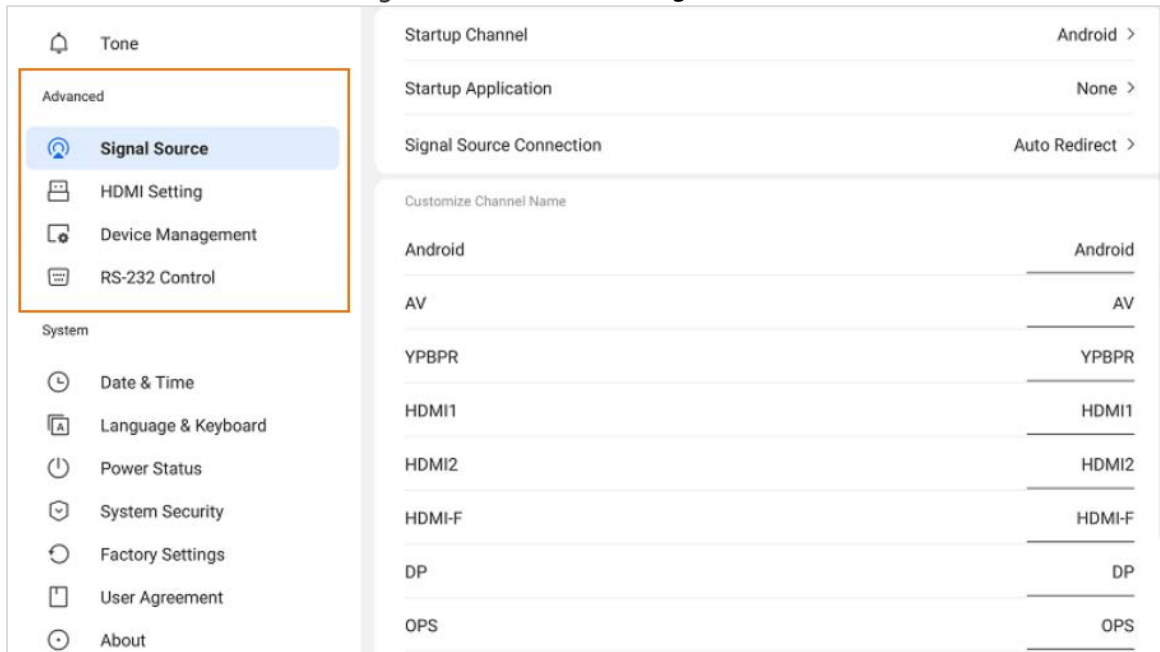 Tone
Advanced
Signal Source
HDMI Setting
Device Management
RS-232 Control
System
Date & Time
Language & Keyboard
Power Status
System Security
Factory Settings
User Agreement
About
Startup Channel Android >
Startup Application None >
Signal Source Connection Auto Redirect >
Customize Channel Name
Android Android
AV AV
YPBPR YPBPR
HDMI1 HDMI1
HDMI2 HDMI2
HDMI-F HDMI-F
DP DP
OPS OPS